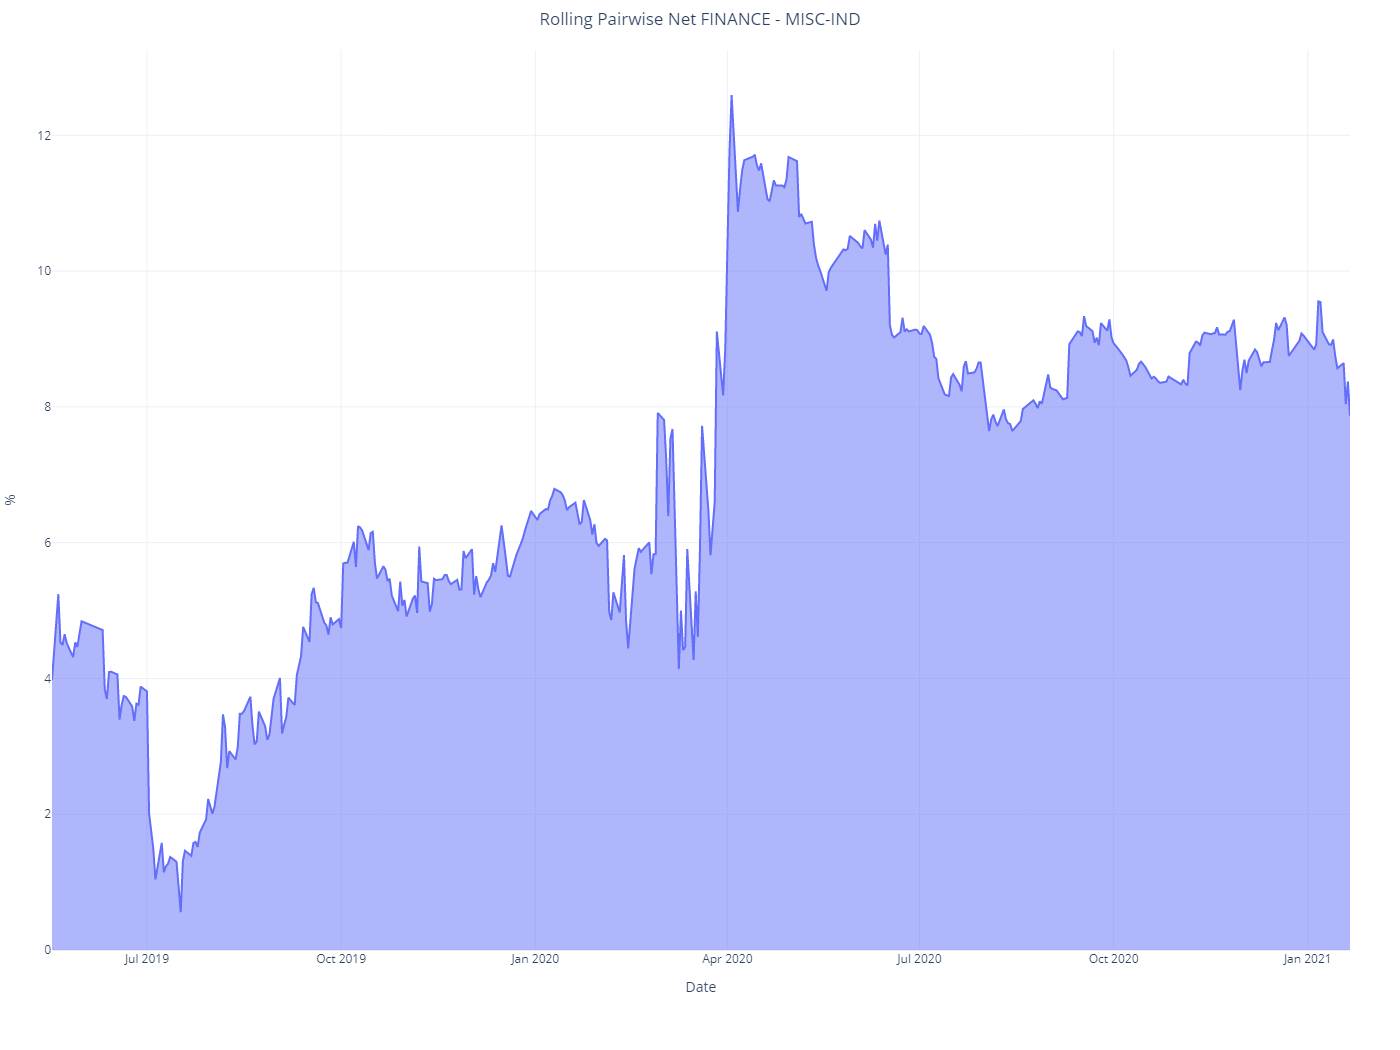 Rolling Pairwise Net FINANCE - MISC-IND
12
10
8
6
4
2
0
%
Jul 2019
Oct 2019
Jan 2020
Apr 2020
Jul 2020
Oct 2020
Jan 2021
Date